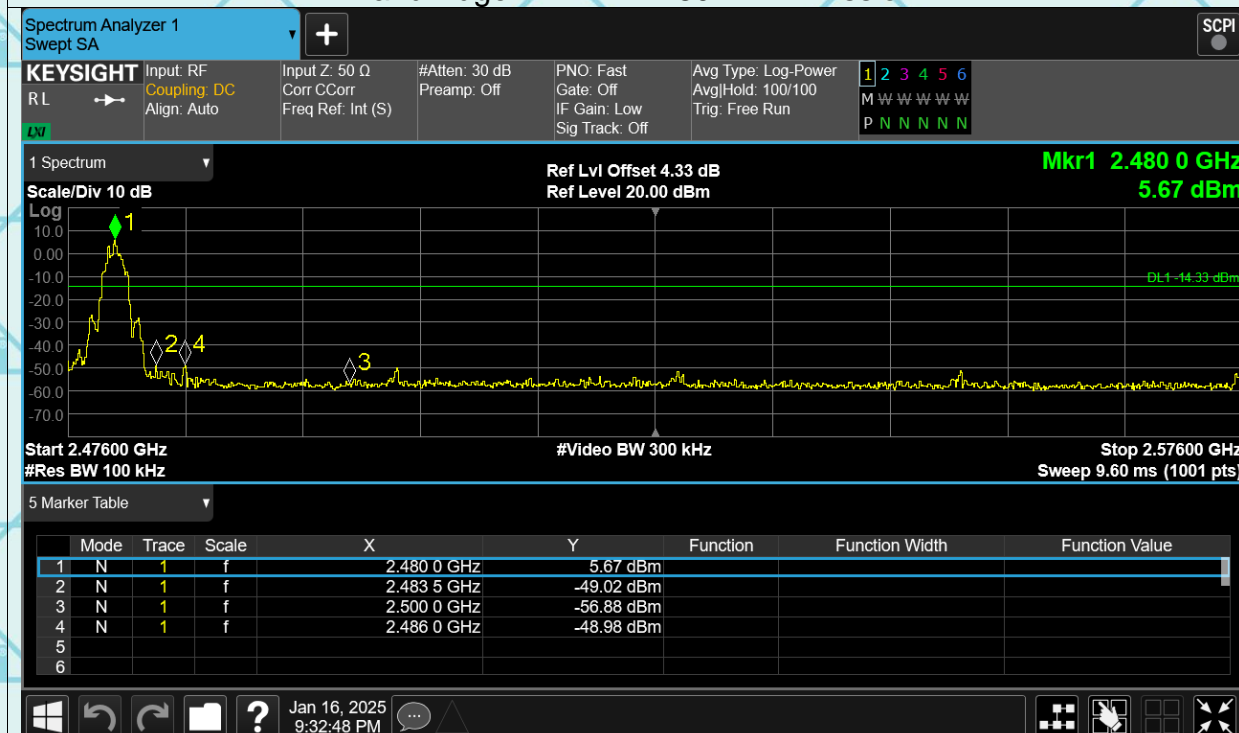 Spectrum Analyzer 1
Swept SA
+
SCPI
KEYSIGHT
RL
LXI
Input: RF
Coupling: DC
Align: Auto
Input Z: 50 Ω
Corr CCorr
Freq Ref: Int (S)
#Atten: 30 dB
Preamp: Off
PNO: Fast
Gate: Off
IF Gain: Low
Sig Track: Off
Avg Type: Log-Power
Avg|Hold: 100/100
Trig: Free Run
1 2 3 4 5 6
M W W W W W
P N N N N N
1 Spectrum
Scale/Div 10 dB
Ref Lvl Offset 4.33 dB
Ref Level 20.00 dBm
Mkr1 2.480 0 GHz
5.67 dBm
Log
10.0
0.00
-10.0
-20.0
-30.0
-40.0
-50.0
-60.0
-70.0
1
2
4
3
DL1 -14.33 dBm
Start 2.47600 GHz
#Res BW 100 kHz
#Video BW 300 kHz
Stop 2.57600 GHz
Sweep 9.60 ms (1001 pts)
5 Marker Table
Mode Trace Scale X Y Function Function Width Function Value
1 N 1 f 2.480 0 GHz 5.67 dBm
2 N 1 f 2.483 5 GHz -49.02 dBm
3 N 1 f 2.500 0 GHz -56.88 dBm
4 N 1 f 2.486 0 GHz -48.98 dBm
5
6
?
Jan 16, 2025
9:32:48 PM